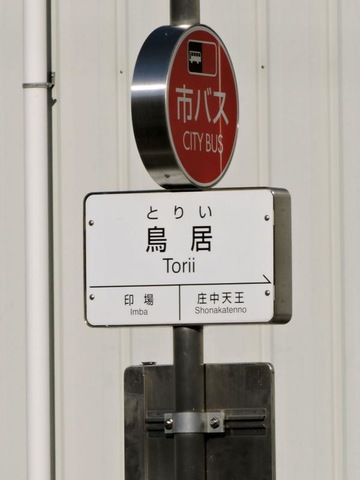 市バス
CITY BUS
とりい
鳥居
Torii
印場
Imba
庄中天王
Shonakatenno